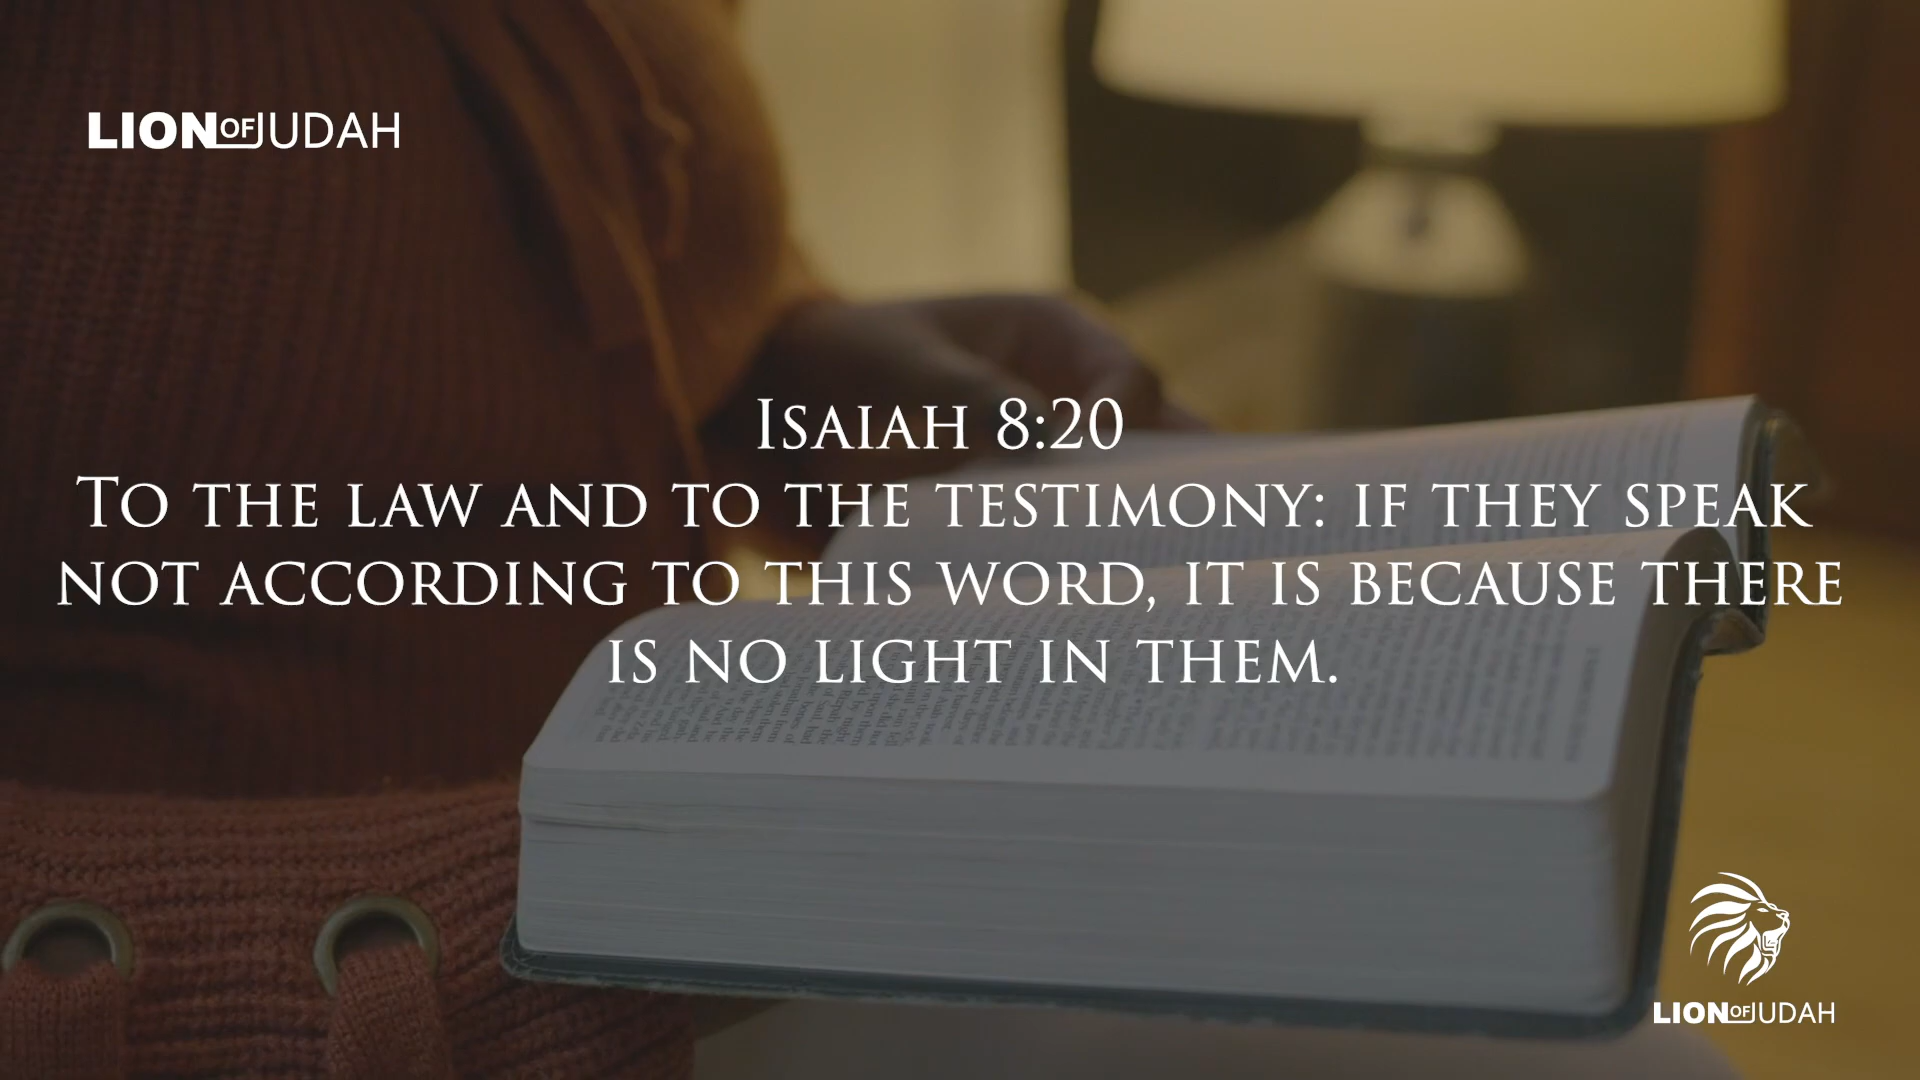 LION OF JUDAH
ISAIAH 8:20
TO THE LAW AND TO THE TESTIMONY: IF THEY SPEAK
NOT ACCORDING TO THIS WORD, IT IS BECAUSE THERE
IS NO LIGHT IN THEM.
LION OF JUDAH